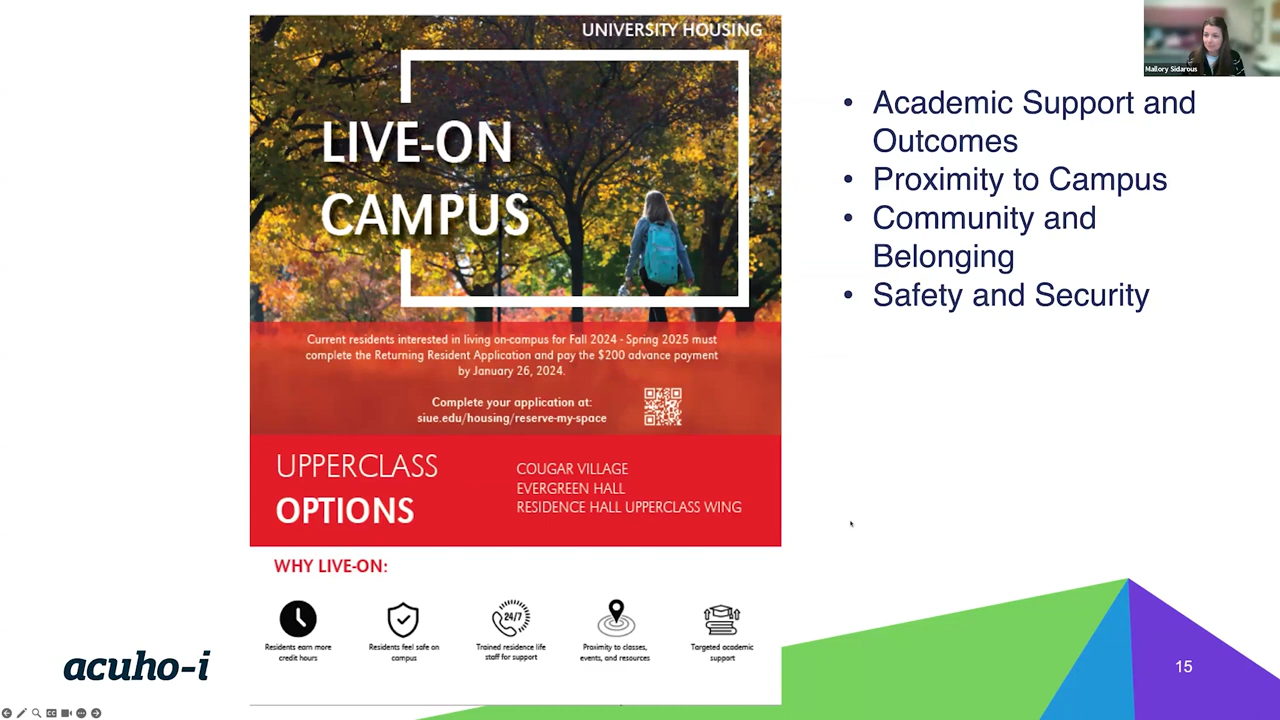 UNIVERSITY HOUSING
LIVE-ON
CAMPUS
Current residents interested in living on-campus for Fall 2024 - Spring 2025 must
complete the Returning Resident Application and pay the $200 advance payment
by January 26, 2024.
Complete your application at:
siue.edu/housing/reserve-my-space
UPPERCLASS
OPTIONS
COUGAR VILLAGE
EVERGREEN HALL
RESIDENCE HALL UPPERCLASS WING
WHY LIVE-ON:
24/7
Residents earn more
credit hours
Residents feel safe on
campus
Trained residence life
staff for support
Proximity to classes,
events, and resources
Targeted academic
support
Mallory Sidarous
• Academic Support and
Outcomes
• Proximity to Campus
• Community and
Belonging
• Safety and Security
acuho-i
15